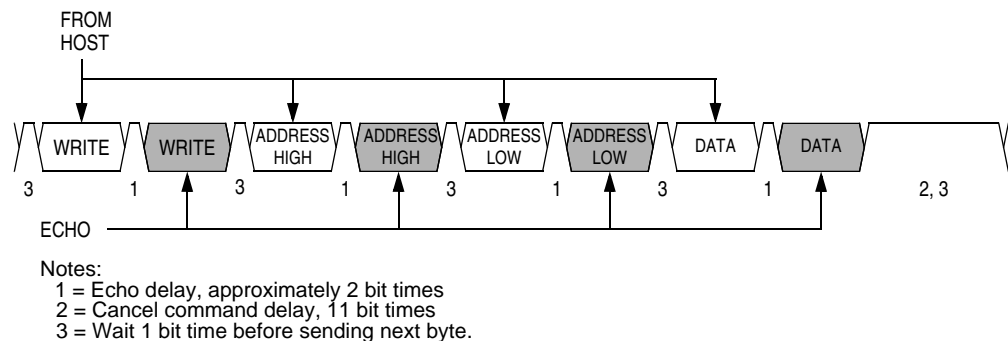 FROM
HOST
WRITE WRITE ADDRESS HIGH ADDRESS HIGH ADDRESS LOW ADDRESS LOW DATA DATA
3 1 3 1 3 1 3 1 2, 3
ECHO
Notes:
1 = Echo delay, approximately 2 bit times
2 = Cancel command delay, 11 bit times
3 = Wait 1 bit time before sending next byte.